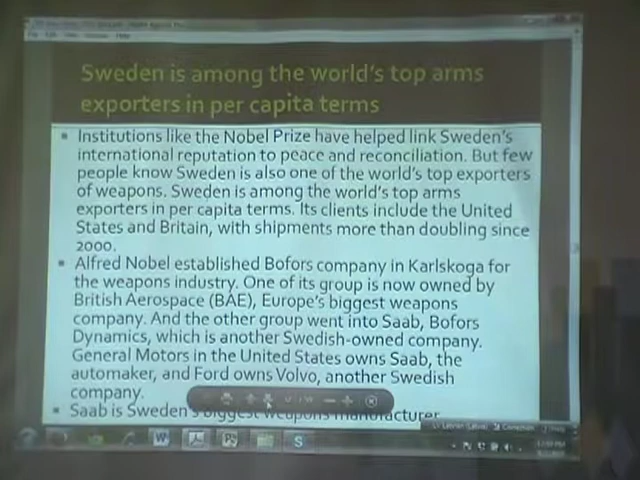 Sweden is among the world's top arms
exporters in per capita terms
Institutions like the Nobel Prize have helped link Sweden's
international reputation to peace and reconciliation. But few
people know Sweden is also one of the world's top exporters
of weapons. Sweden is among the world's top arms
exporters in per capita terms. Its clients include the United
States and Britain, with shipments more than doubling since
2000.
Alfred Nobel established Bofors company in Karlskoga for
the weapons industry. One of its group is now owned by
British Aerospace (BAE), Europe's biggest weapons
company. And the other group went into Saab, Bofors
Dynamics, which is another Swedish-owned company.
General Motors in the United States owns Saab, the
automaker, and Ford owns Volvo, another Swedish
company.
Saab is Sweden's biggest weapons manufacturer
W
S